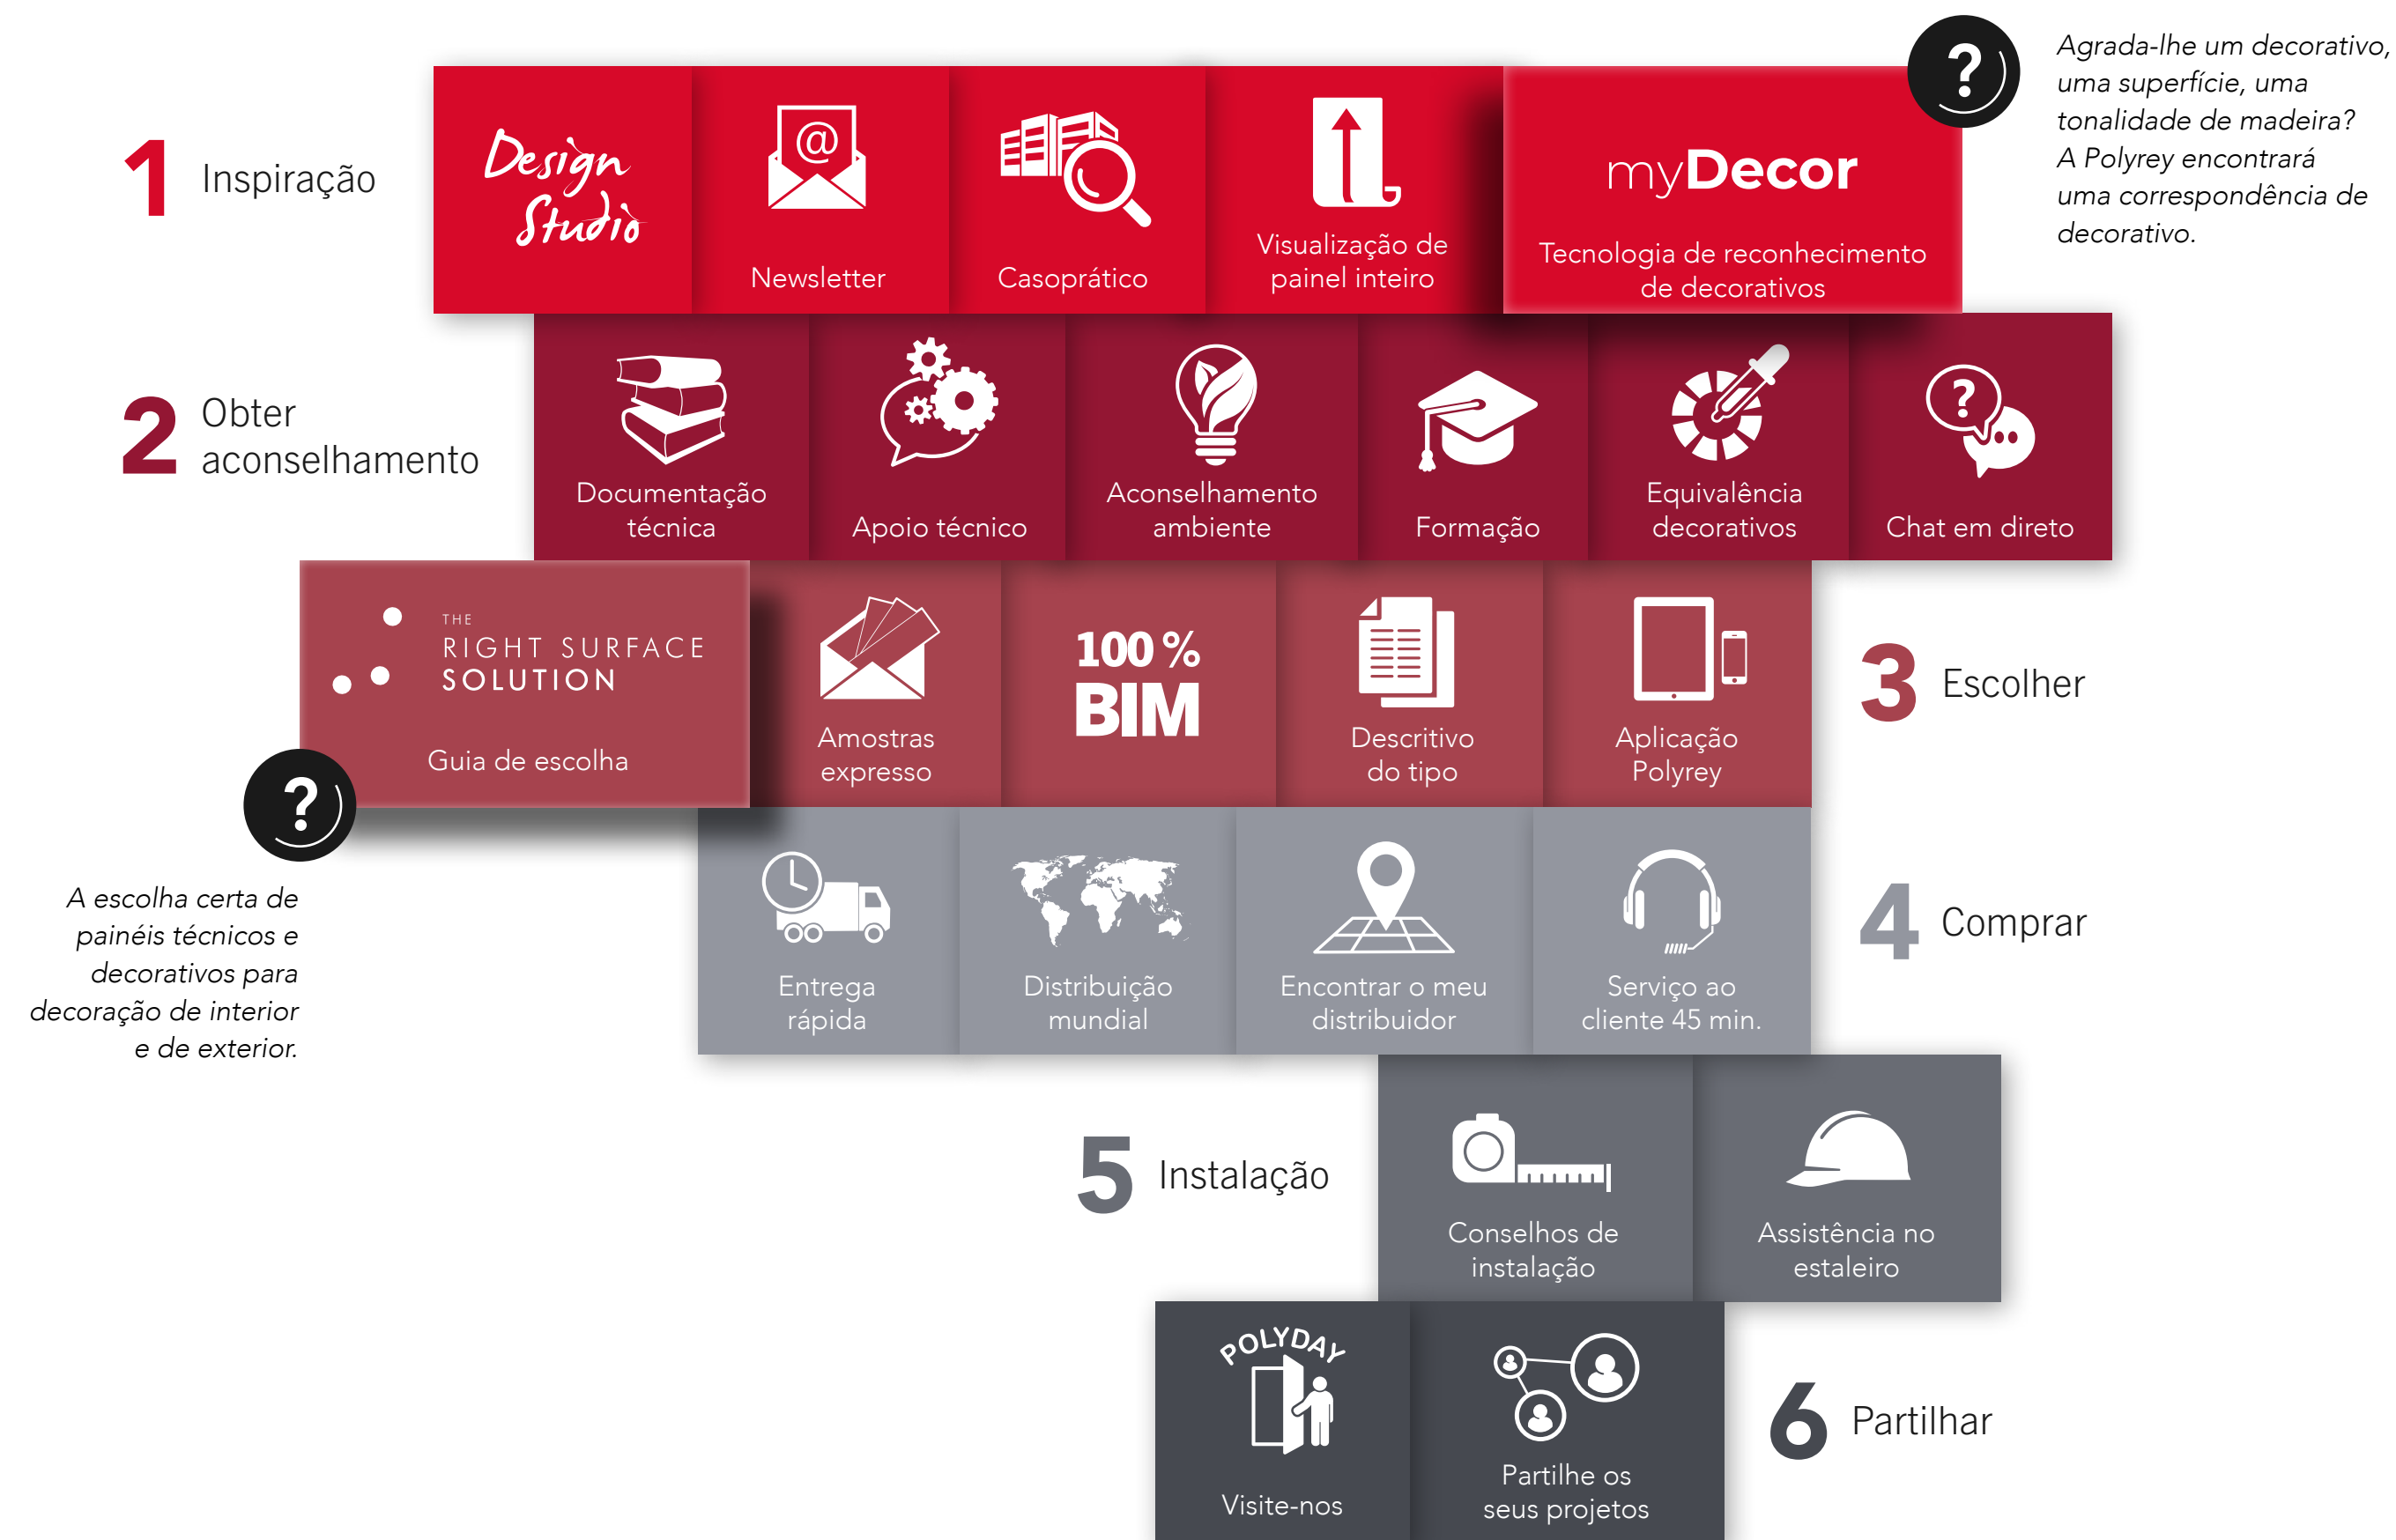 1 Inspiração
Design
Studio
@
Newsletter
Casoprático
Visualização de
painel inteiro
myDecor
Tecnologia de reconhecimento
de decorativos
?
Agrada-lhe um decorativo,
uma superfície, uma
tonalidade de madeira?
A Polyrey encontrará
uma correspondência de
decorativo.
2 Obter
aconselhamento
Documentação
técnica
Apoio técnico
Aconselhamento
ambiente
Formação
Equivalência
decorativos
?
Chat em direto
THE
RIGHT SURFACE
SOLUTION
Guia de escolha
?
A escolha certa de
painéis técnicos e
decorativos para
decoração de interior
e de exterior.
Amostras
expresso
100 %
BIM
Descritivo
do tipo
Aplicação
Polyrey
3 Escolher
Entrega
rápida
Distribuição
mundial
Encontrar o meu
distribuidor
Serviço ao
cliente 45 min.
4 Comprar
5 Instalação
Conselhos de
instalação
Assistência no
estaleiro
POLYDAY
Visite-nos
Partilhe os
seus projetos
6 Partilhar